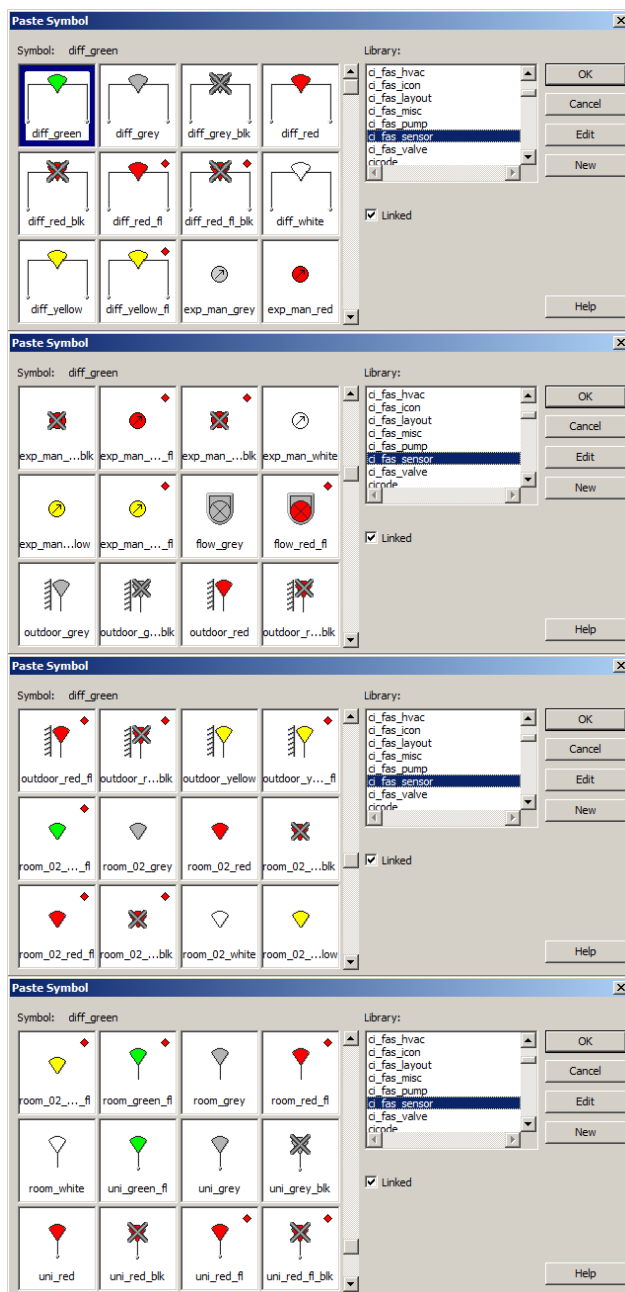 Paste Symbol
Symbol: diff_green
Library:
diff_green diff_grey diff_grey_blk diff_red
diff_red_blk diff_red_fl diff_red_fl_blk diff_white
diff_yellow diff_yellow_fl exp_man_grey exp_man_red
ci_fas_hvac
ci_fas_icon
ci_fas_layout
ci_fas_misc
ci_fas_pump
ci_fas_sensor
ci_fas_valve
cicode
OK
Cancel
Edit
New
Linked
Help
Paste Symbol
Symbol: diff_green
Library:
exp_man_...blk exp_man_..._fl exp_man_...blk exp_man_white
exp_man...low exp_man_..._fl flow_grey flow_red_fl
outdoor_grey outdoor_g...blk outdoor_red outdoor_r...blk
ci_fas_hvac
ci_fas_icon
ci_fas_layout
ci_fas_misc
ci_fas_pump
ci_fas_sensor
ci_fas_valve
cicode
OK
Cancel
Edit
New
Linked
Help
Paste Symbol
Symbol: diff_green
Library:
outdoor_red_fl outdoor_r...blk outdoor_yellow outdoor_y..._fl
room_02_..._fl room_02_grey room_02_red room_02_...blk
room_02_red_fl room_02_...blk room_02_white room_02_...low
ci_fas_hvac
ci_fas_icon
ci_fas_layout
ci_fas_misc
ci_fas_pump
ci_fas_sensor
ci_fas_valve
cicode
OK
Cancel
Edit
New
Linked
Help
Paste Symbol
Symbol: diff_green
Library:
room_02_..._fl room_green_fl room_grey room_red_fl
room_white uni_green_fl uni_grey uni_grey_blk
uni_red uni_red_blk uni_red_fl uni_red_fl_blk
ci_fas_hvac
ci_fas_icon
ci_fas_layout
ci_fas_misc
ci_fas_pump
ci_fas_sensor
ci_fas_valve
cicode
OK
Cancel
Edit
New
Linked
Help